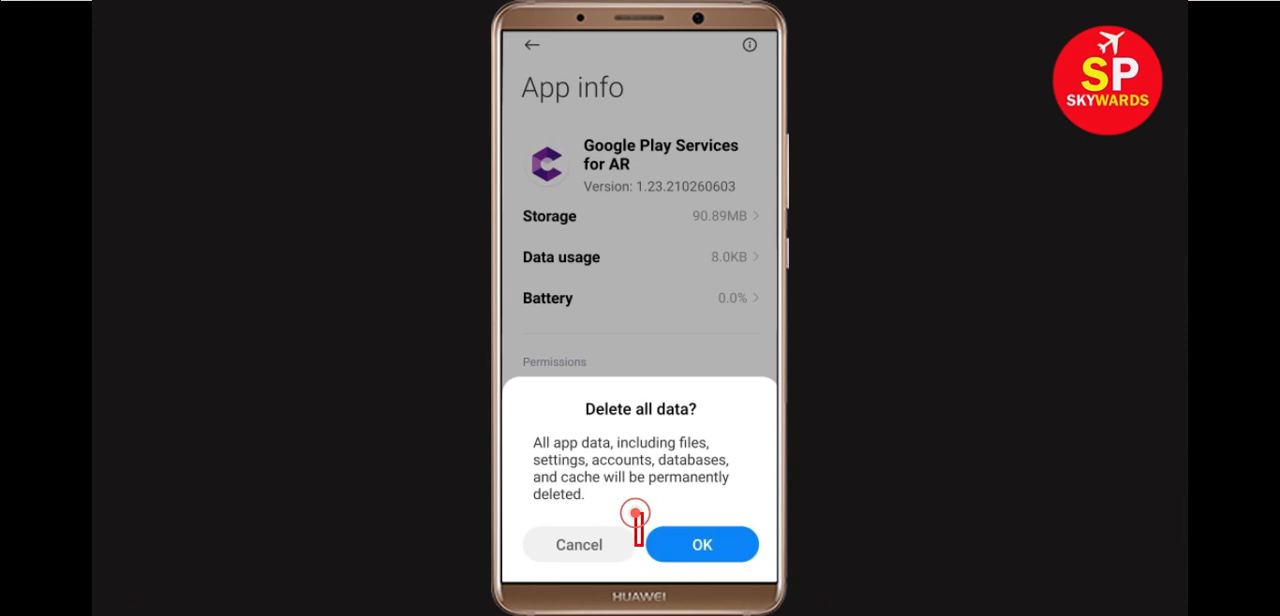 SP
SKYWARDS
App info
Google Play Services
for AR
Version: 1.23.210260603
Storage 90.89MB
Data usage 8.0KB
Battery 0.0%
Permissions
Delete all data?
All app data, including files,
settings, accounts, databases,
and cache will be permanently
deleted.
Cancel OK
HUAWEI